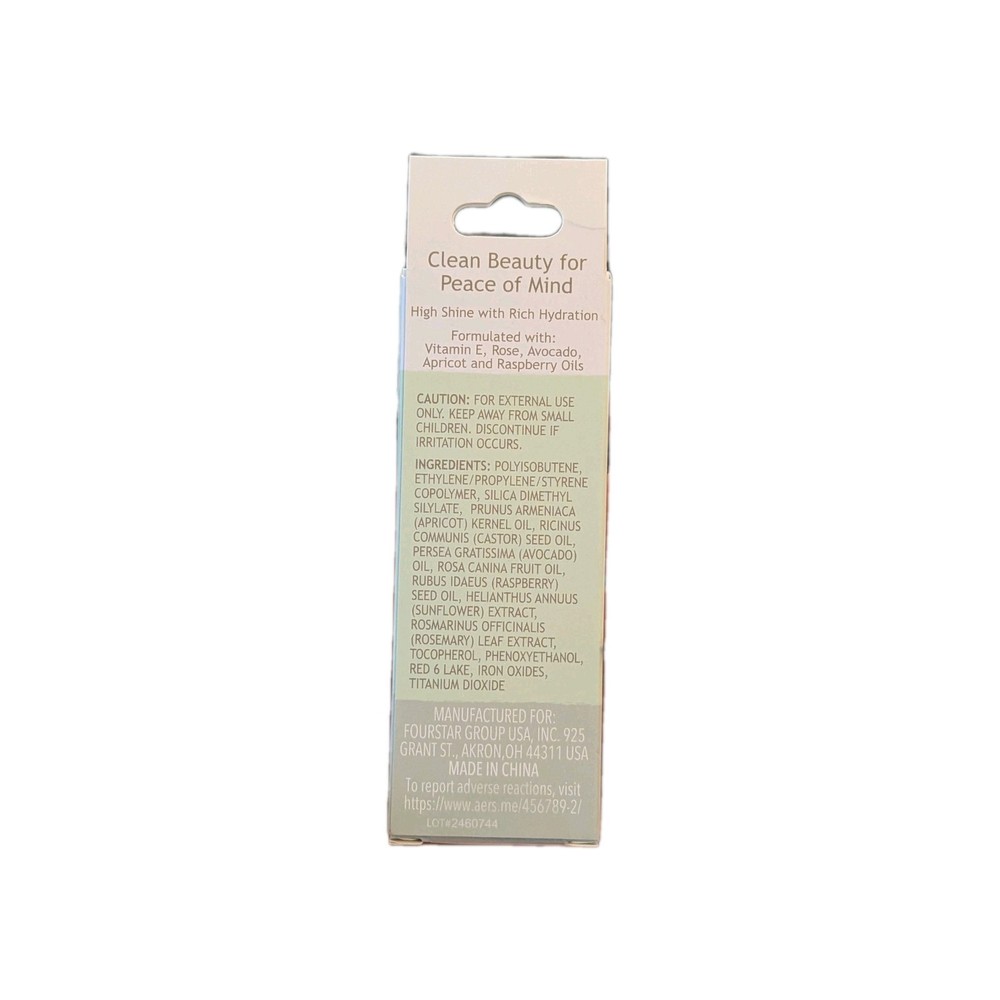 Clean Beauty for
Peace of Mind
High Shine with Rich Hydration
Formulated with:
Vitamin E, Rose, Avocado,
Apricot and Raspberry Oils
CAUTION: FOR EXTERNAL USE
ONLY. KEEP AWAY FROM SMALL
CHILDREN. DISCONTINUE IF
IRRITATION OCCURS.
INGREDIENTS: POLYISOBUTENE,
ETHYLENE/PROPYLENE/STYRENE
COPOLYMER, SILICA DIMETHYL
SILYLATE, PRUNUS ARMENIACA
(APRICOT) KERNEL OIL, RICINUS
COMMUNIS (CASTOR) SEED OIL,
PERSEA GRATISSIMA (AVOCADO)
OIL, ROSA CANINA FRUIT OIL,
RUBUS IDAEUS (RASPBERRY)
SEED OIL, HELIANTHUS ANNUUS
(SUNFLOWER) EXTRACT,
ROSMARINUS OFFICINALIS
(ROSEMARY) LEAF EXTRACT,
TOCOPHEROL, PHENOXYETHANOL,
RED 6 LAKE, IRON OXIDES,
TITANIUM DIOXIDE
MANUFACTURED FOR:
FOURSTAR GROUP USA, INC. 925
GRANT ST., AKRON,OH 44311 USA
MADE IN CHINA
To report adverse reactions, visit
https://www.aers.me/456789-2/
LOT#2460744